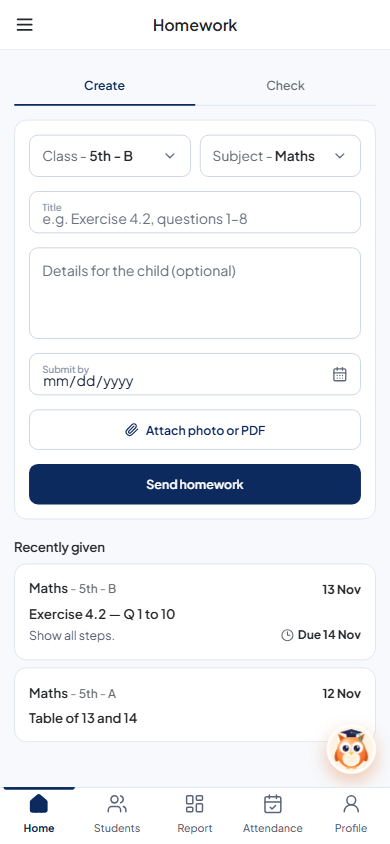 Homework
Create
Check
Class - 5th - B
Subject - Maths
Title
e.g. Exercise 4.2, questions 1–8
Details for the child (optional)
Submit by
mm/dd/yyyy
Attach photo or PDF
Send homework
Recently given
Maths - 5th - B
13 Nov
Exercise 4.2 — Q 1 to 10
Show all steps.
Due 14 Nov
Maths - 5th - A
12 Nov
Table of 13 and 14
Home
Students
Report
Attendance
Profile